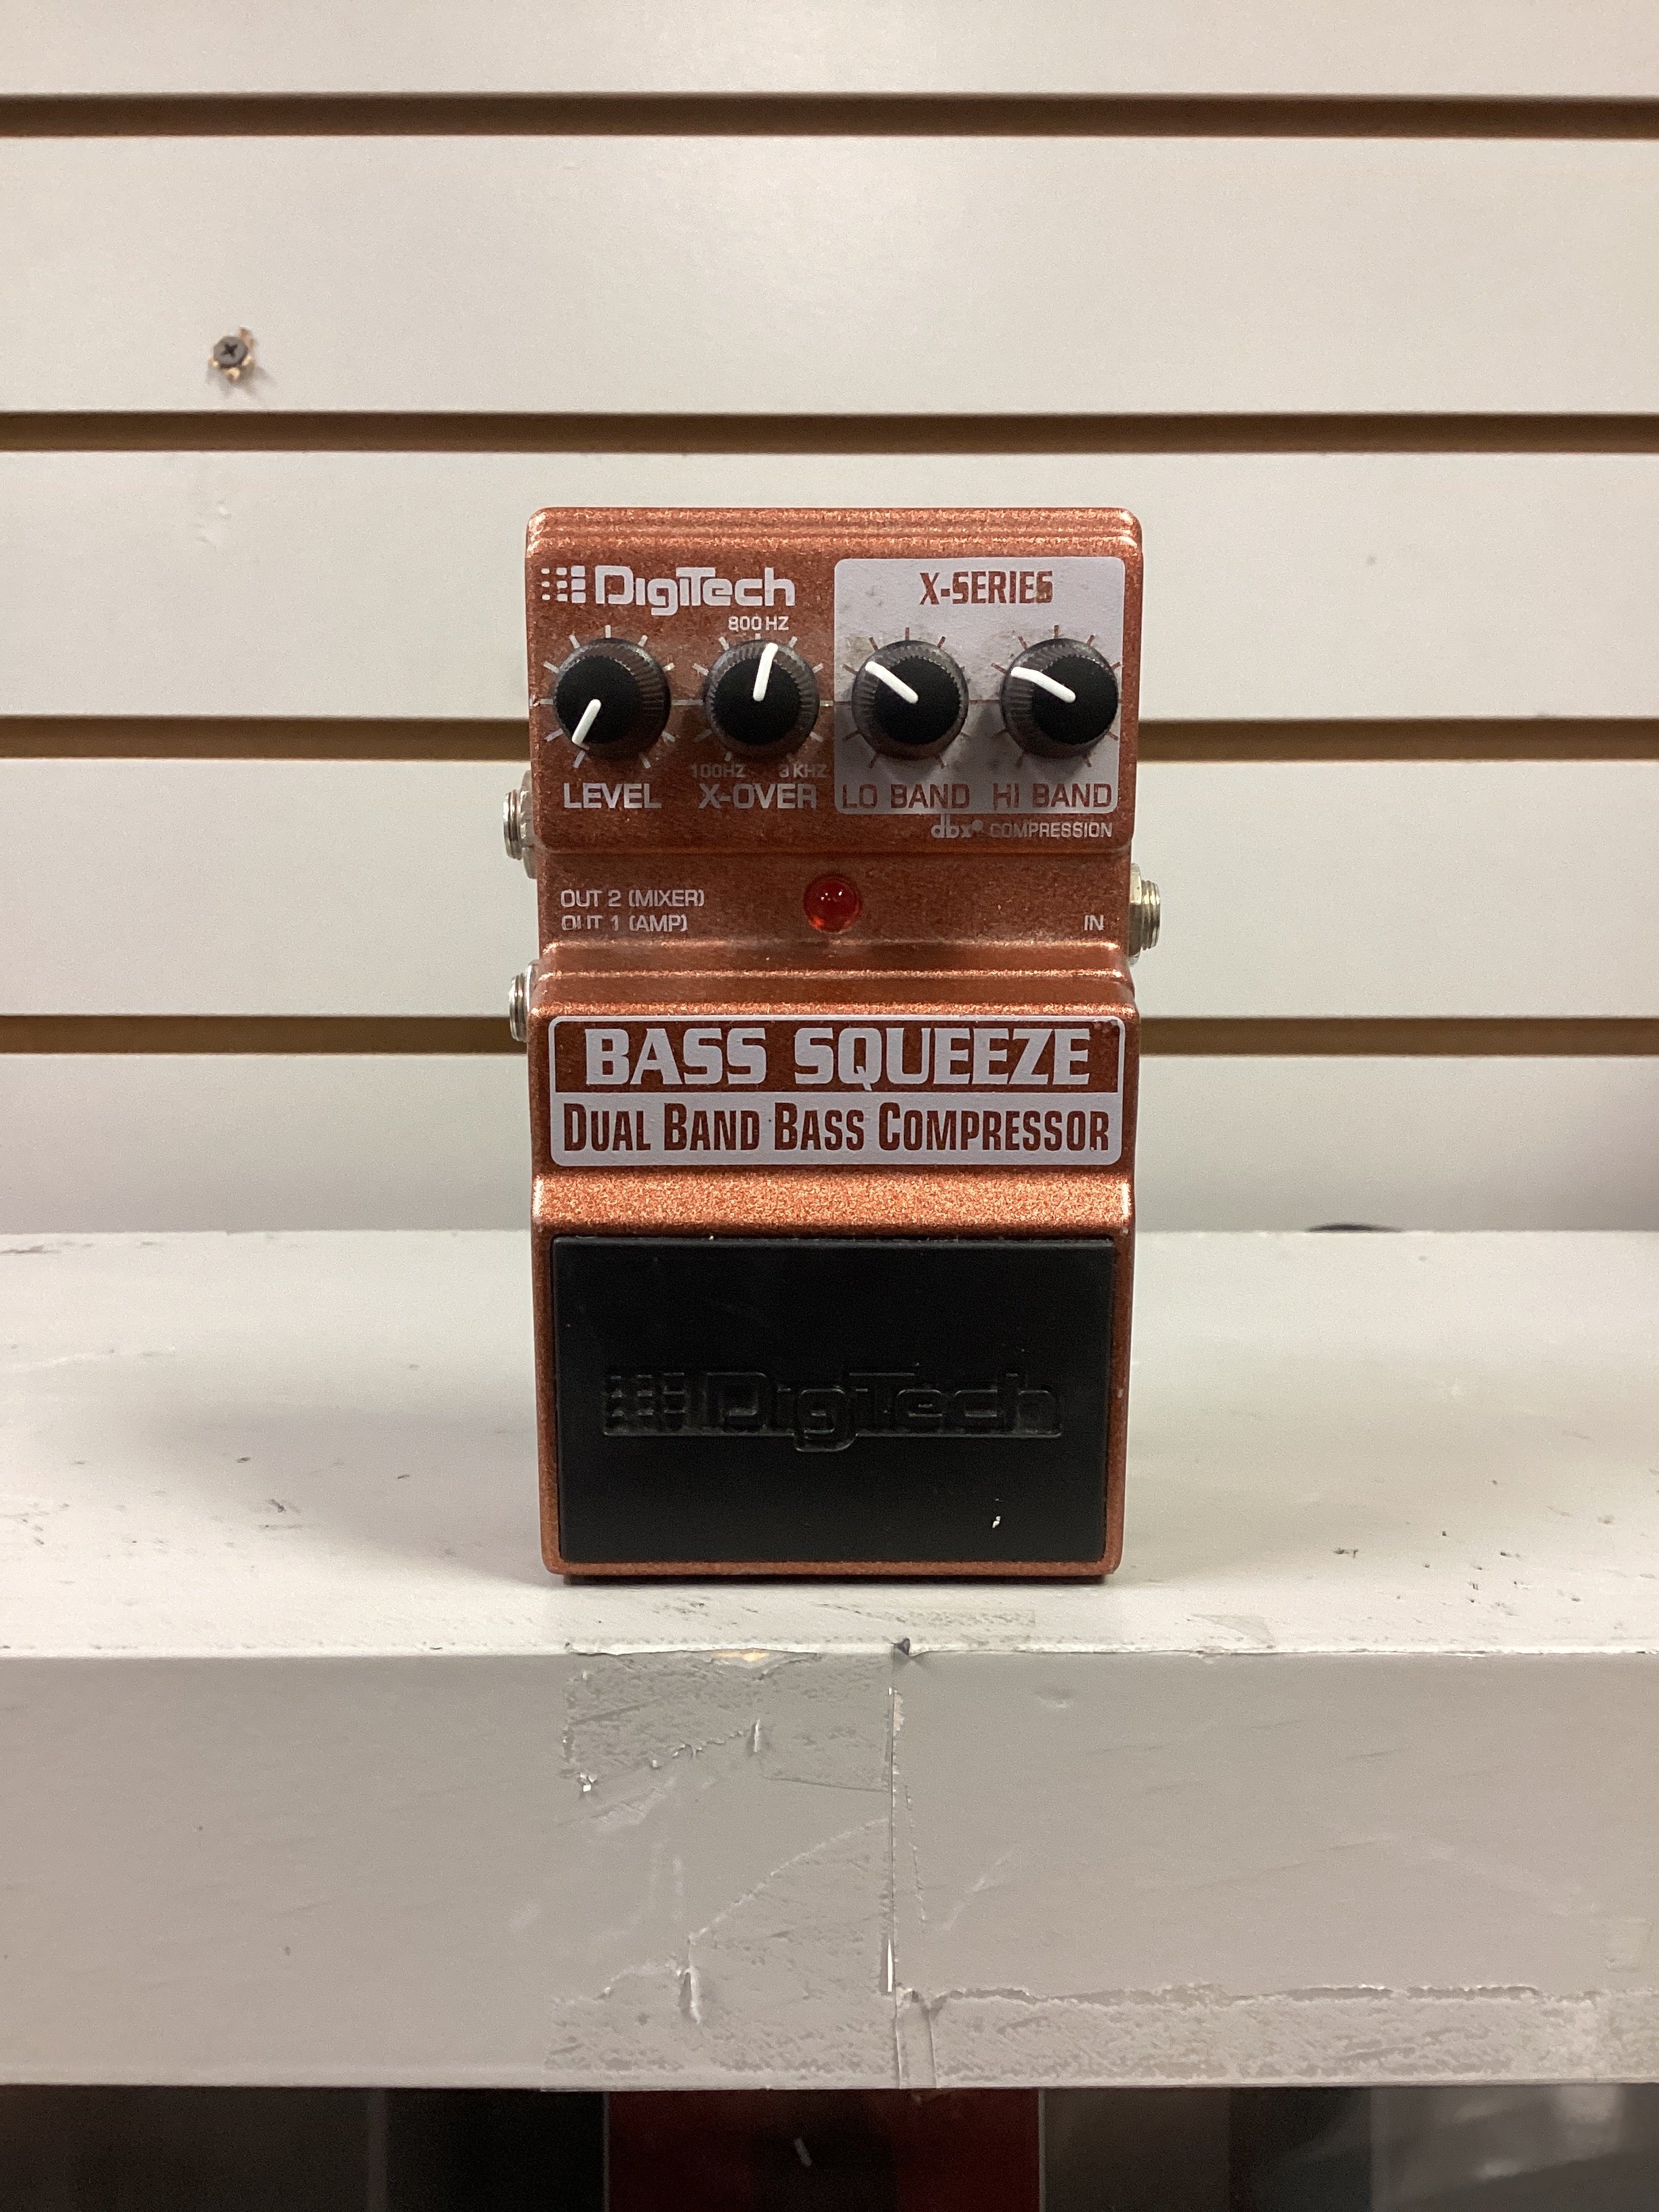 DigiTech
X-SERIES
800 HZ
100HZ 3 KHZ
LEVEL X-OVER LO BAND HI BAND
dbx® COMPRESSION
OUT 2 (MIXER)
OUT 1 (AMP)
IN
BASS SQUEEZE
DUAL BAND BASS COMPRESSOR
DigiTech